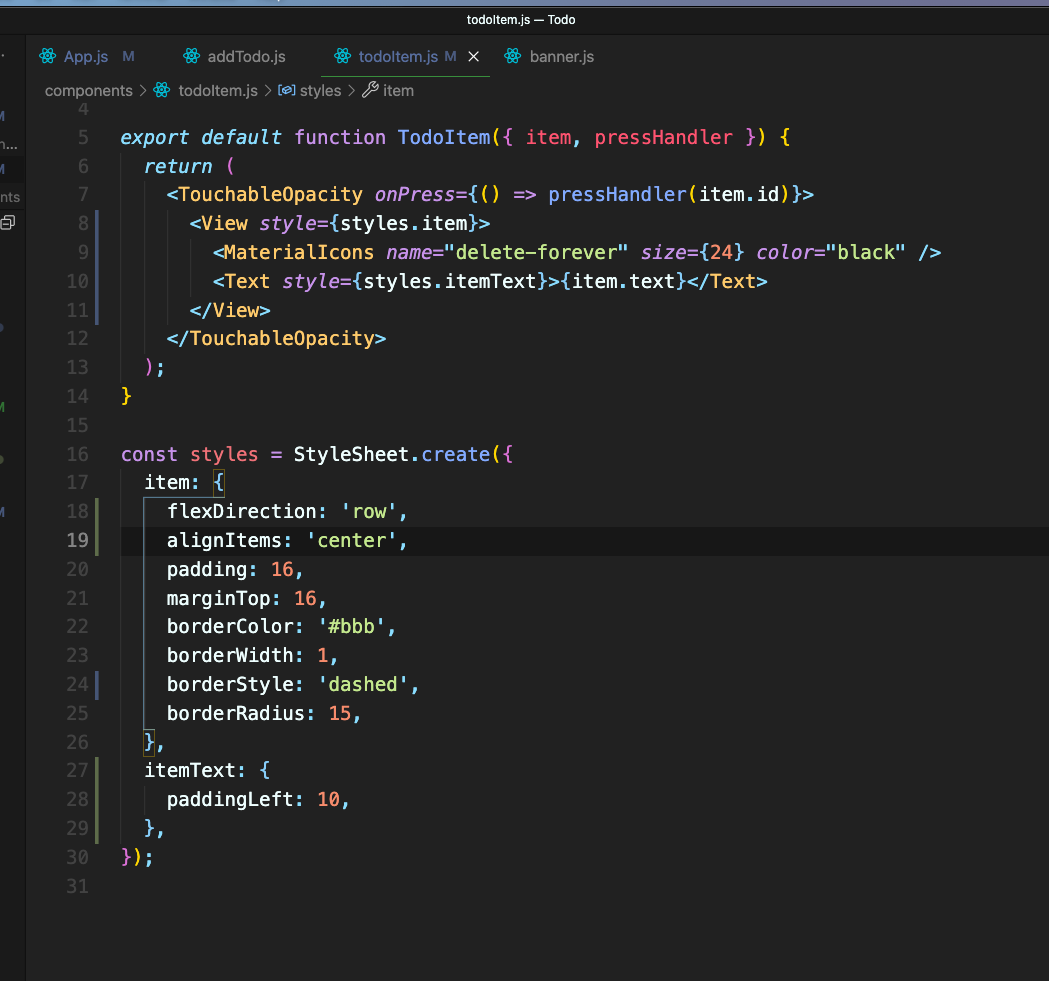 todoItem.js — Todo
App.js M addTodo.js todoItem.js M banner.js
components > todoItem.js > styles > item
4
5 export default function TodoItem({ item, pressHandler }) {
6 return (
7 <TouchableOpacity onPress={() => pressHandler(item.id)}>
8 <View style={styles.item}>
9 <MaterialIcons name="delete-forever" size={24} color="black" />
10 <Text style={styles.itemText}>{item.text}</Text>
11 </View>
12 </TouchableOpacity>
13 );
14 }
15
16 const styles = StyleSheet.create({
17 item: {
18 flexDirection: 'row',
19 alignItems: 'center',
20 padding: 16,
21 marginTop: 16,
22 borderColor: '#bbb',
23 borderWidth: 1,
24 borderStyle: 'dashed',
25 borderRadius: 15,
26 },
27 itemText: {
28 paddingLeft: 10,
29 },
30 });
31